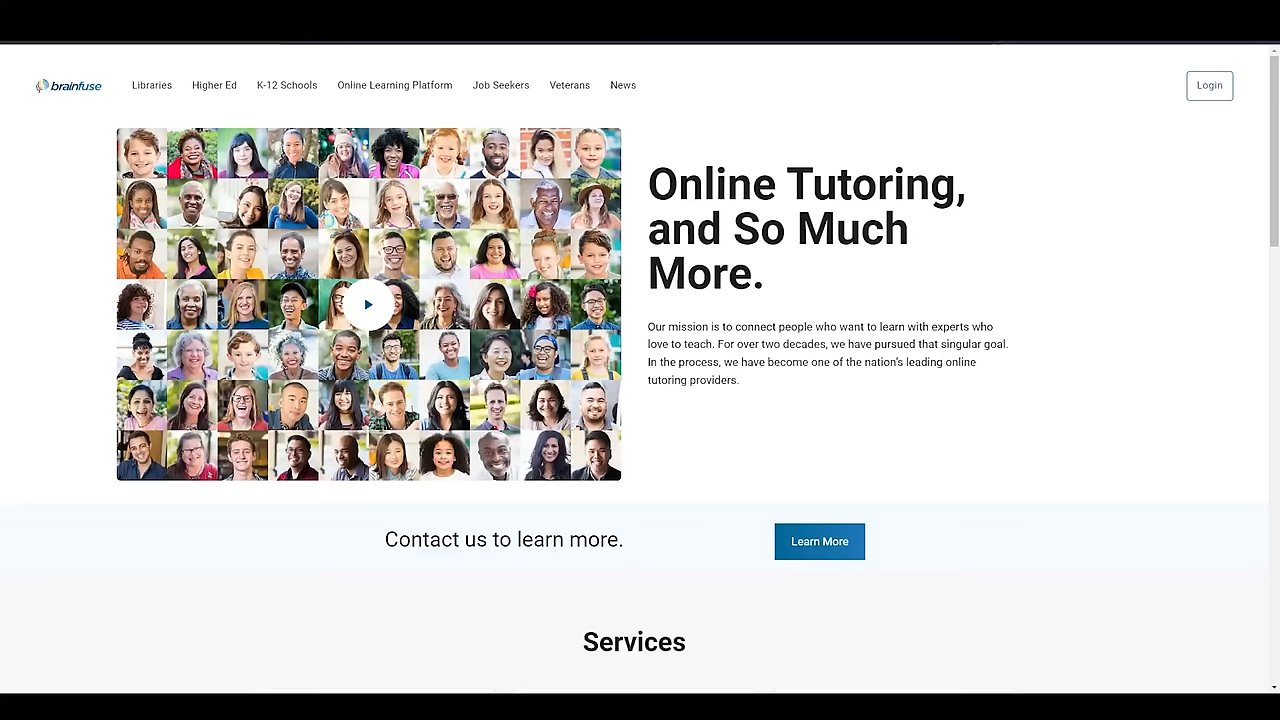 brainfuse
Libraries
Higher Ed
K-12 Schools
Online Learning Platform
Job Seekers
Veterans
News
Login
Online Tutoring,
and So Much
More.
Our mission is to connect people who want to learn with experts who
love to teach. For over two decades, we have pursued that singular goal.
In the process, we have become one of the nation’s leading online
tutoring providers.
Contact us to learn more.
Learn More
Services